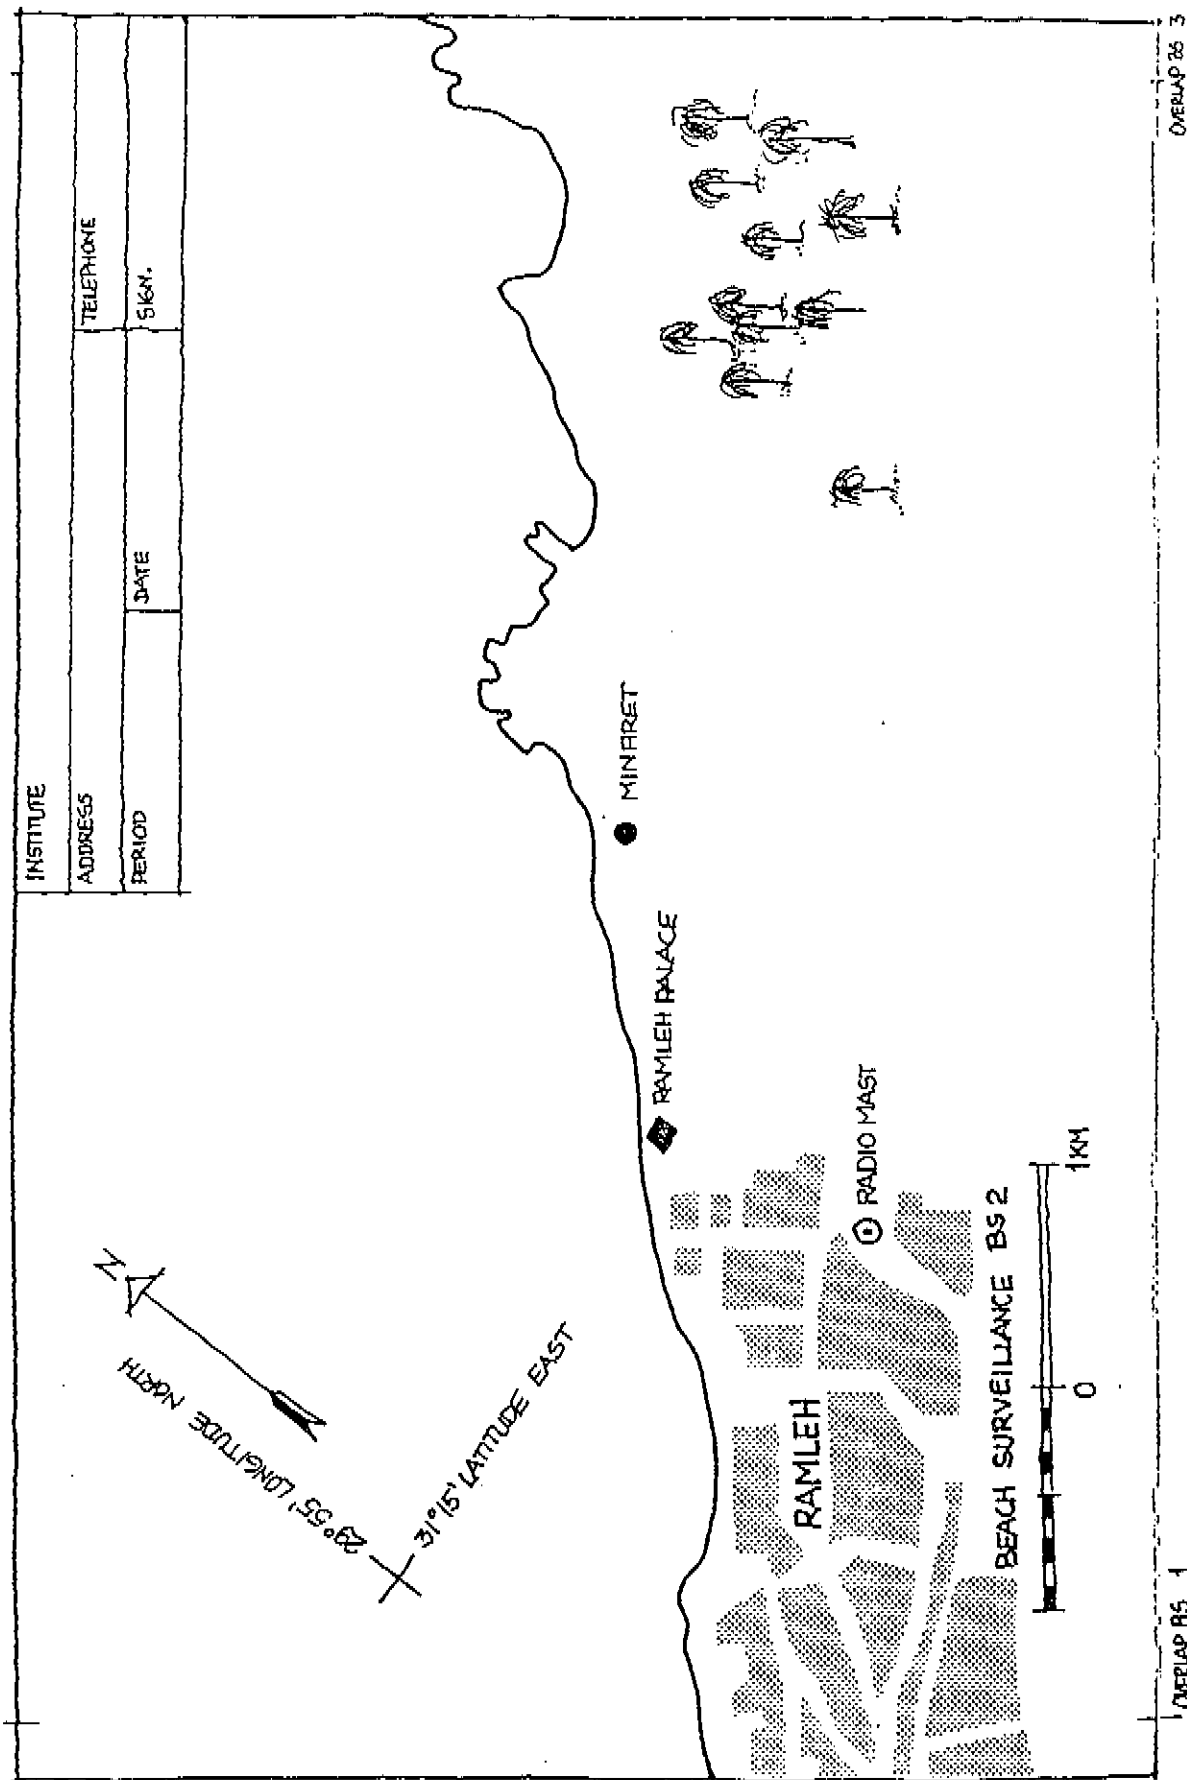 INSTITUTE
ADDRESS
TELEPHONE
PERIOD
DATE
SIGN.
N
29°55' LONGITUDE NORTH
31°15' LATITUDE EAST
MINARET
RAMLEH PALACE
RADIO MAST
RAMLEH
BEACH SURVEILLANCE BS 2
0
1KM
OVERLAP BS 1
OVERLAP BS 3